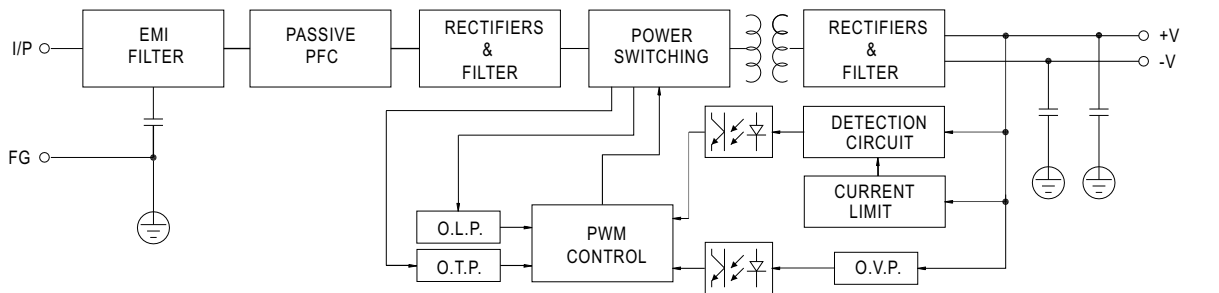 I/P
EMI
FILTER
PASSIVE
PFC
RECTIFIERS
&
FILTER
POWER
SWITCHING
RECTIFIERS
&
FILTER
+V
-V
DETECTION
CIRCUIT
FG
CURRENT
LIMIT
O.L.P.
PWM
CONTROL
O.T.P.
O.V.P.